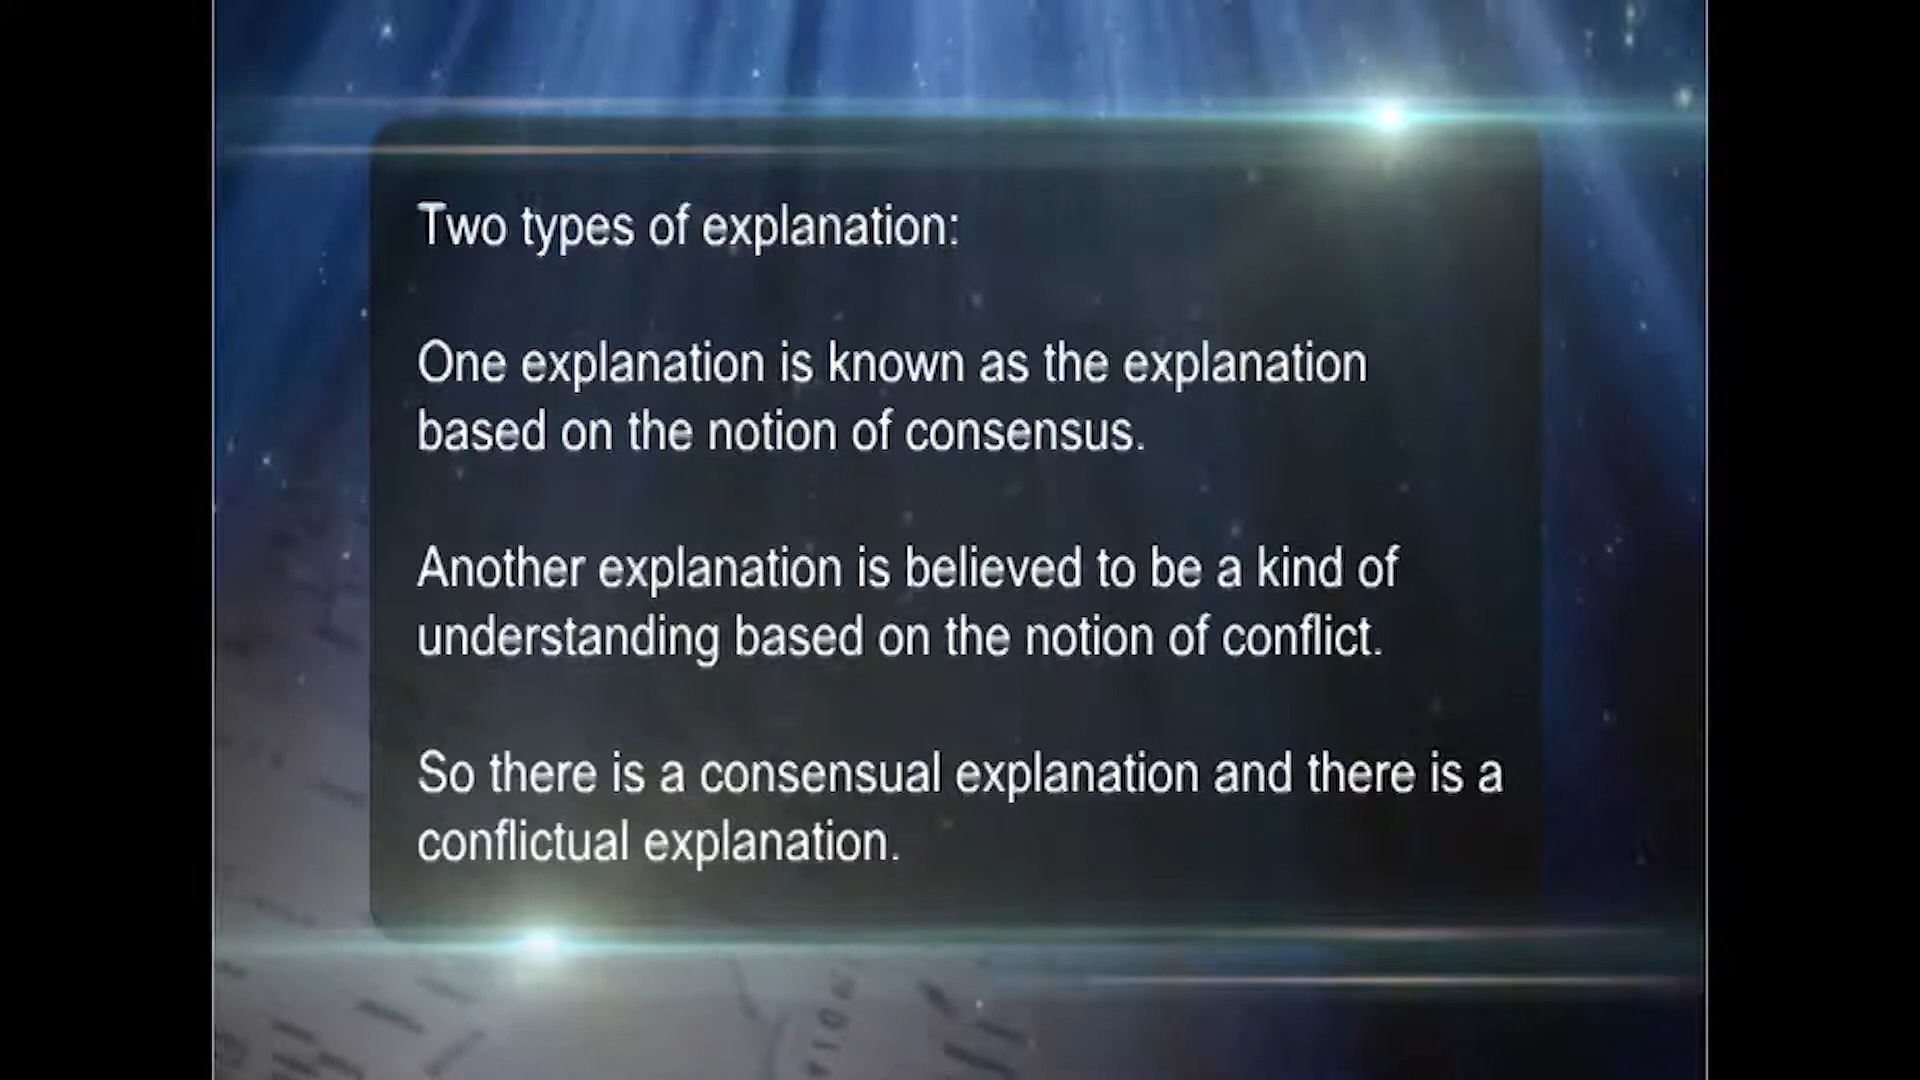 Two types of explanation:
One explanation is known as the explanation
based on the notion of consensus.
Another explanation is believed to be a kind of
understanding based on the notion of conflict.
So there is a consensual explanation and there is a
conflictual explanation.